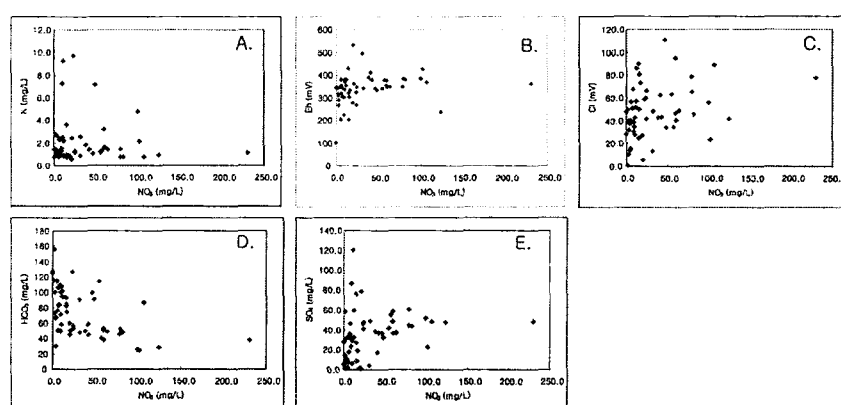 A.
K (mg/L)
12.0
10.0
8.0
6.0
4.0
2.0
0.0
0.0 50.0 100.0 150.0 200.0 250.0
NO₃ (mg/L)
B.
Eh (mV)
600
500
400
300
200
100
0
0.0 50.0 100.0 150.0 200.0 250.0
NO₃ (mg/L)
C.
Cl (mV)
120.0
100.0
80.0
60.0
40.0
20.0
0.0
0.0 50.0 100.0 150.0 200.0 250.0
NO₃ (mg/L)
D.
HCO₃ (mg/L)
180
160
140
120
100
80
60
40
20
0
0.0 50.0 100.0 150.0 200.0 250.0
NO₃ (mg/L)
E.
SO₄ (mg/L)
140.0
120.0
100.0
80.0
60.0
40.0
20.0
0.0
0.0 50.0 100.0 150.0 200.0 250.0
NO₃ (mg/L)